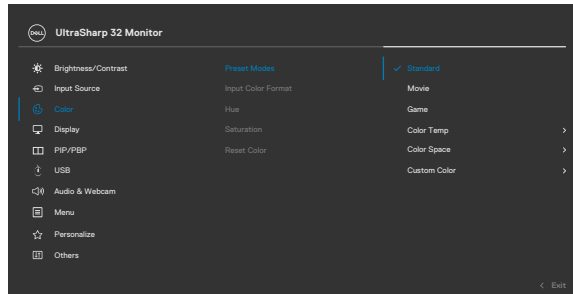 DELL UltraSharp 32 Monitor
Brightness/Contrast Preset Modes Standard
Input Source Input Color Format Movie
Color Hue Game
Display Saturation Color Temp >
PIP/PBP Reset Color Color Space >
USB Custom Color >
Audio & Webcam
Menu
Personalize
Others
< Exit